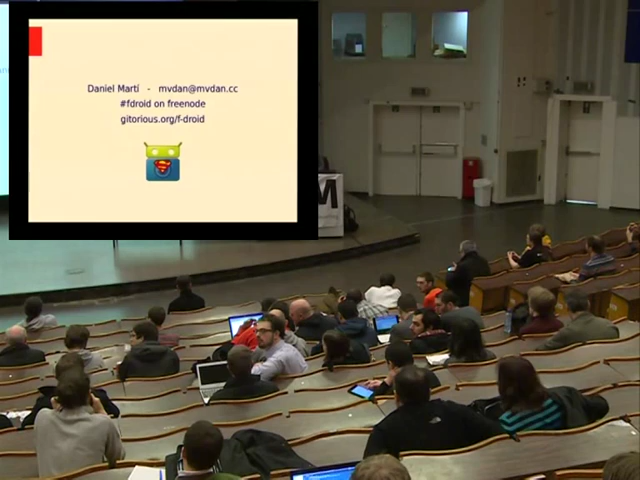 Daniel Martí - mvdan@mvdan.cc
#fdroid on freenode
gitorious.org/f-droid
M